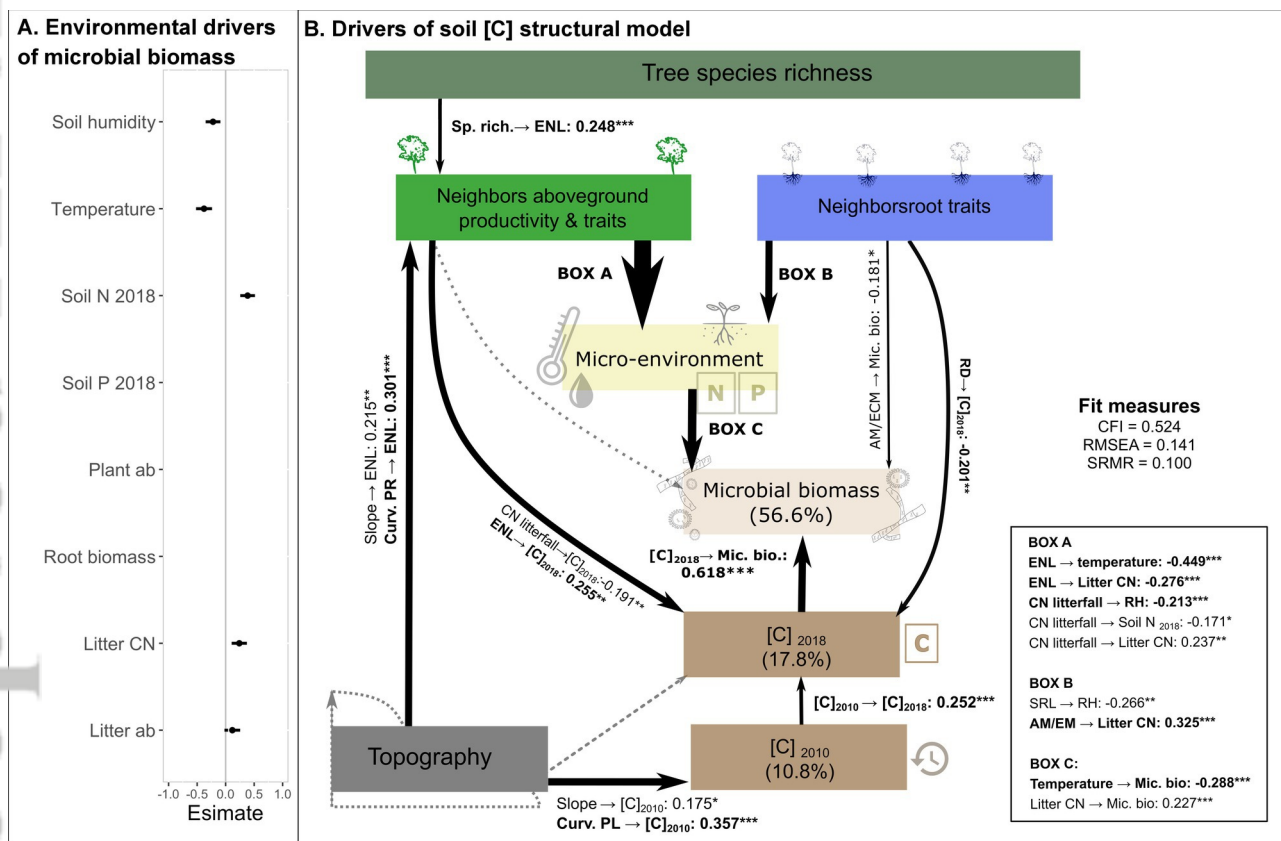 A. Environmental drivers
of microbial biomass
Soil humidity
Temperature
Soil N 2018
Soil P 2018
Plant ab
Root biomass
Litter CN
Litter ab
-1.0 -0.5 0.0 0.5 1.0
Esimate
B. Drivers of soil [C] structural model
Tree species richness
Sp. rich.→ ENL: 0.248***
Neighbors aboveground
productivity & traits
Neighborsroot traits
BOX A
BOX B
AM/ECM → Mic. bio: -0.181*
RD→ [C]2018: -0.201**
Micro-environment
N P
BOX C
Slope → ENL: 0.215**
Curv. PR → ENL: 0.301***
Microbial biomass
(56.6%)
CN litterfall→[C]2018:-0.191**
ENL→ [C]2018: 0.255**
[C]2018→ Mic. bio.:
0.618***
[C] 2018
(17.8%)
C
[C]2010 → [C]2018: 0.252***
Topography
[C] 2010
(10.8%)
Slope → [C]2010: 0.175*
Curv. PL → [C]2010: 0.357***
Fit measures
CFI = 0.524
RMSEA = 0.141
SRMR = 0.100
BOX A
ENL → temperature: -0.449***
ENL → Litter CN: -0.276***
CN litterfall → RH: -0.213***
CN litterfall → Soil N 2018: -0.171*
CN litterfall → Litter CN: 0.237**
BOX B
SRL → RH: -0.266**
AM/EM → Litter CN: 0.325***
BOX C:
Temperature → Mic. bio: -0.288***
Litter CN → Mic. bio: 0.227***